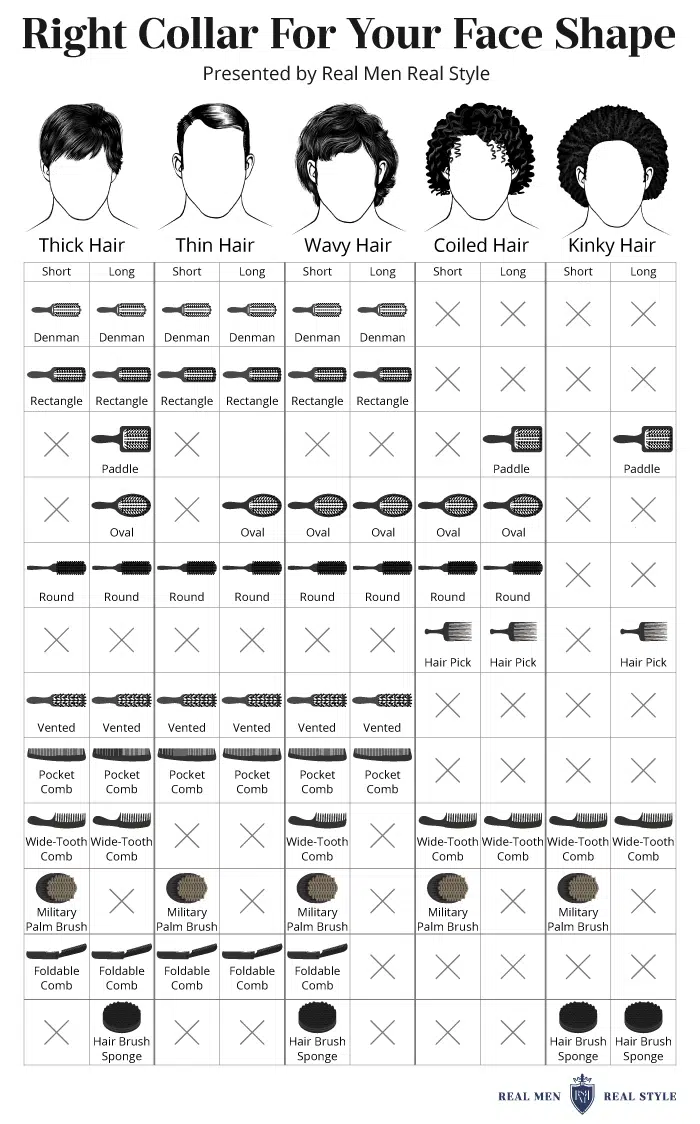 Right Collar For Your Face Shape
Presented by Real Men Real Style
Thick Hair Thin Hair Wavy Hair Coiled Hair Kinky Hair
Short Long Short Long Short Long Short Long Short Long
Denman Denman Denman Denman Denman Denman
Rectangle Rectangle Rectangle Rectangle Rectangle Rectangle
Paddle Paddle Paddle
Oval Oval Oval Oval Oval Oval
Round Round Round Round Round Round Round Round
Hair Pick Hair Pick Hair Pick
Vented Vented Vented Vented Vented Vented
Pocket Pocket Pocket Pocket Pocket Pocket
Comb Comb Comb Comb Comb Comb
Wide-Tooth Wide-Tooth Wide-Tooth Wide-Tooth Wide-Tooth Wide-Tooth Wide-Tooth
Comb Comb Comb Comb Comb Comb Comb
Military Military Military Military Military
Palm Brush Palm Brush Palm Brush Palm Brush Palm Brush
Foldable Foldable Foldable Foldable Foldable
Comb Comb Comb Comb Comb
Hair Brush Hair Brush Hair Brush Hair Brush
Sponge Sponge Sponge Sponge
REAL MEN REAL STYLE